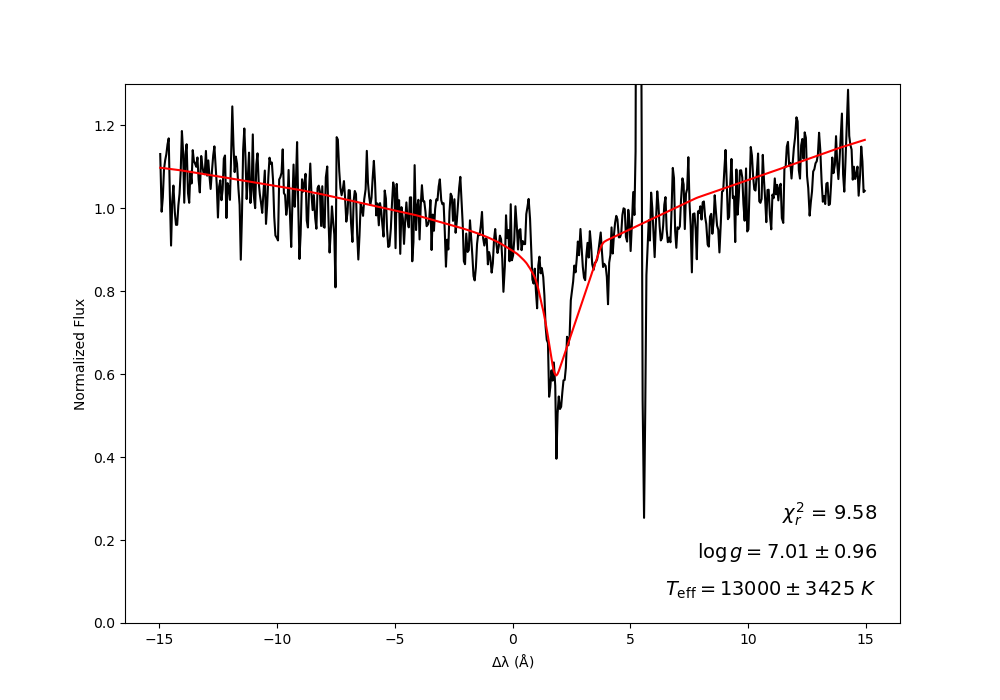 1.2
1.0
0.8
0.6
0.4
0.2
0.0
Normalized Flux
χ²ᵣ = 9.58
log g = 7.01 ± 0.96
T_eff = 13000 ± 3425 K
−15 −10 −5 0 5 10 15
Δλ (Å)